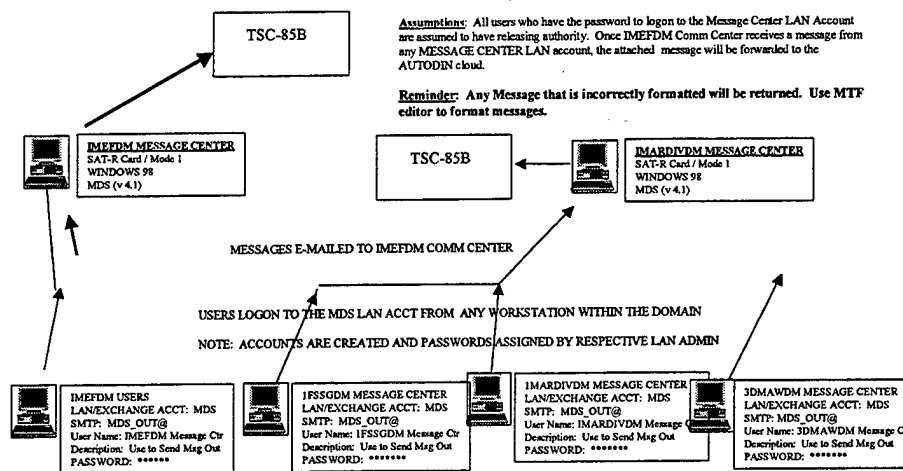 TSC-85B
Assumptions: All users who have the password to logon to the Message Center LAN Account
are assumed to have releasing authority. Once IMEFDM Comm Center receives a message from
any MESSAGE CENTER LAN account, the attached message will be forwarded to the
AUTODIN cloud.
Reminder: Any Message that is incorrectly formatted will be returned. Use MTF
editor to format messages.
IMEFDM MESSAGE CENTER
SAT-R Card / Mode 1
WINDOWS 98
MDS (v 4.1)
TSC-85B
IMARDIVDM MESSAGE CENTER
SAT-R Card / Mode 1
WINDOWS 98
MDS (v 4.1)
MESSAGES E-MAILED TO IMEFDM COMM CENTER
USERS LOGON TO THE MDS LAN ACCT FROM ANY WORKSTATION WITHIN THE DOMAIN
NOTE: ACCOUNTS ARE CREATED AND PASSWORDS ASSIGNED BY RESPECTIVE LAN ADMIN
IMEFDM USERS
LAN/EXCHANGE ACCT: MDS
SMTP: MDS_OUT@
User Name: IMEFDM Message Ctr
Description: Use to Send Msg Out
PASSWORD: ******
1FSSGDM MESSAGE CENTER
LAN/EXCHANGE ACCT: MDS
SMTP: MDS_OUT@
User Name: 1FSSGDM Message Ctr
Description: Use to Send Msg Out
PASSWORD: *******
1MARDIVDM MESSAGE CENTER
LAN/EXCHANGE ACCT: MDS
SMTP: MDS_OUT@
User Name: IMARDIVDM Message C
Description: Use to Send Msg Out
PASSWORD: *******
3DMAWDM MESSAGE CENTER
LAN/EXCHANGE ACCT: MDS
SMTP: MDS_OUT@
User Name: 3DMAWDM Message C
Description: Use to Send Msg Out
PASSWORD: *******